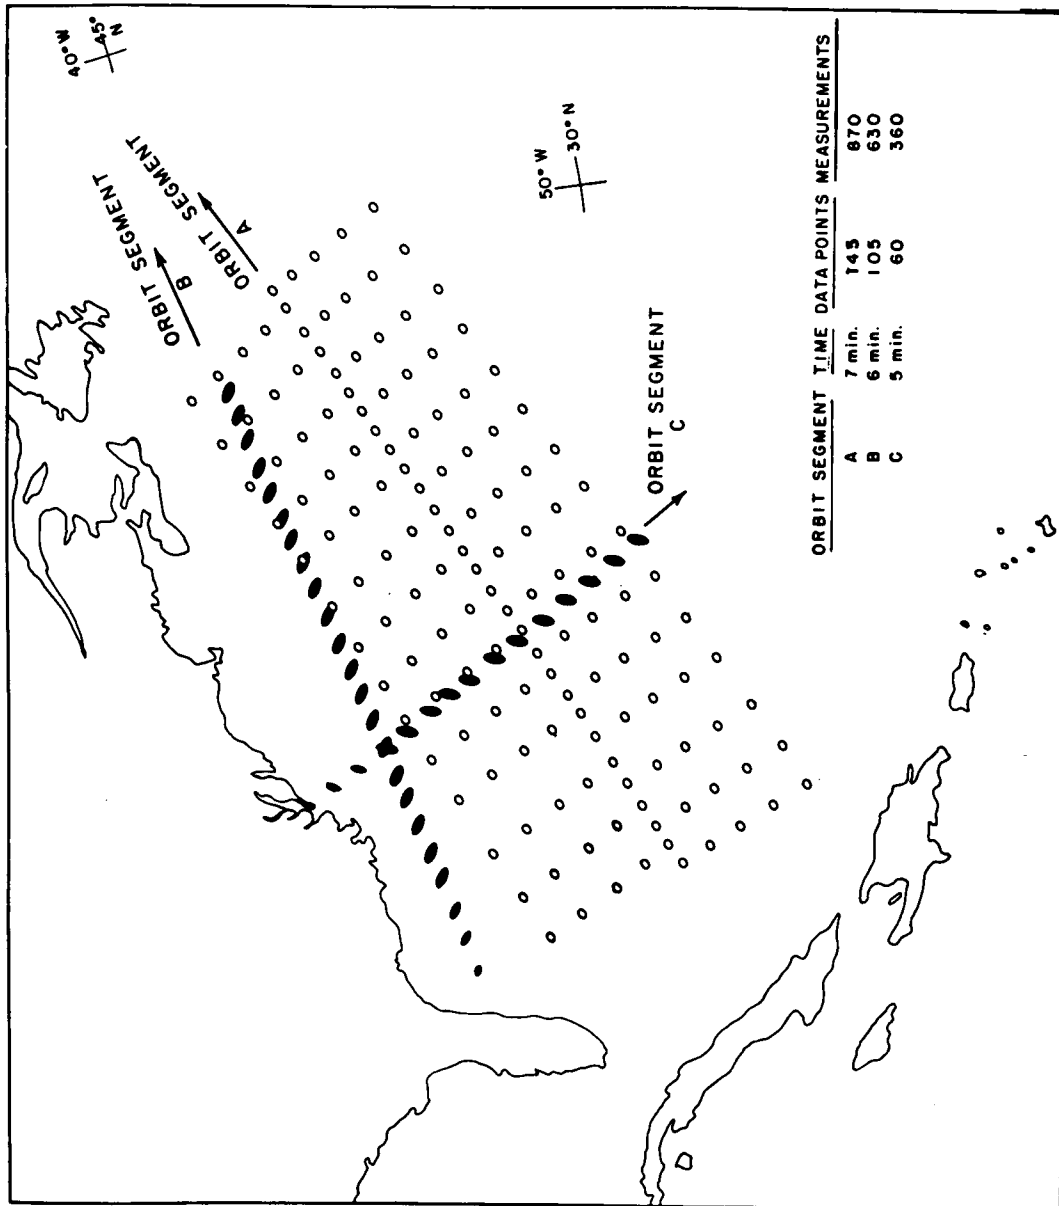 40° W
45°
N
ORBIT SEGMENT
B
ORBIT SEGMENT
A
50° W
30° N
ORBIT SEGMENT
C
ORBIT SEGMENT TIME DATA POINTS MEASUREMENTS
A 7 min. 145 870
B 6 min. 105 630
C 5 min. 60 360